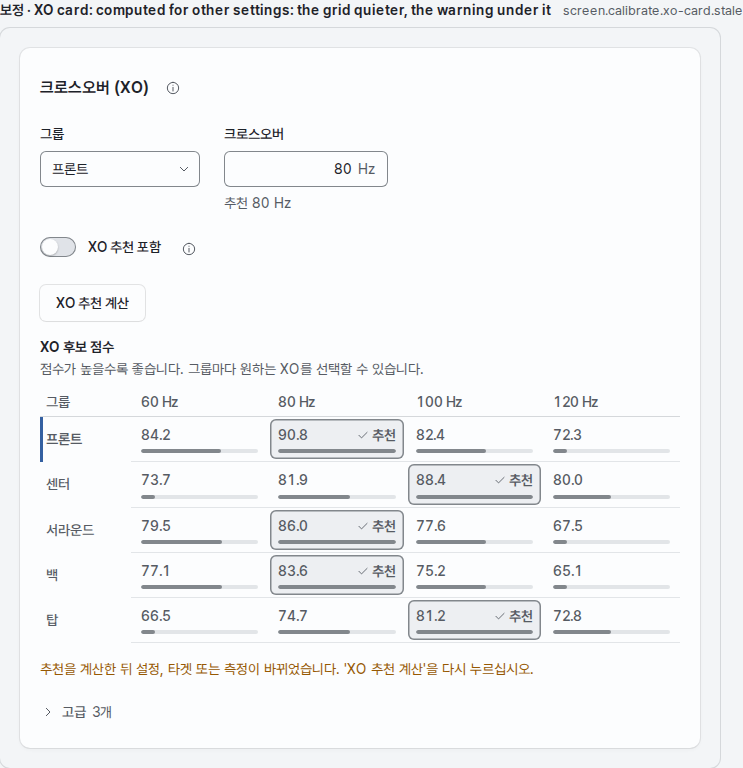 보정 · XO card: computed for other settings: the grid quieter, the warning under it screen.calibrate.xo-card.stale
크로스오버 (XO)
그룹 크로스오버
프론트 80 Hz
추천 80 Hz
XO 추천 포함
XO 추천 계산
XO 후보 점수
점수가 높을수록 좋습니다. 그룹마다 원하는 XO를 선택할 수 있습니다.
그룹 60 Hz 80 Hz 100 Hz 120 Hz
프론트 84.2 90.8 추천 82.4 72.3
센터 73.7 81.9 88.4 추천 80.0
서라운드 79.5 86.0 추천 77.6 67.5
백 77.1 83.6 추천 75.2 65.1
탑 66.5 74.7 81.2 추천 72.8
추천을 계산한 뒤 설정, 타겟 또는 측정이 바뀌었습니다. 'XO 추천 계산'을 다시 누르십시오.
고급 3개